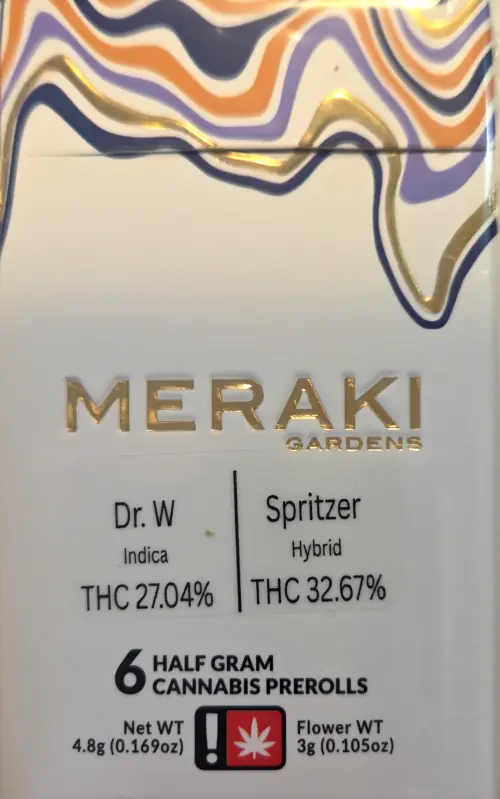 MERAKI
GARDENS
Dr. W
Indica
THC 27.04%
Spritzer
Hybrid
THC 32.67%
6 HALF GRAM
CANNABIS PREROLLS
Net WT
4.8g (0.169oz)
!
Flower WT
3g (0.105oz)